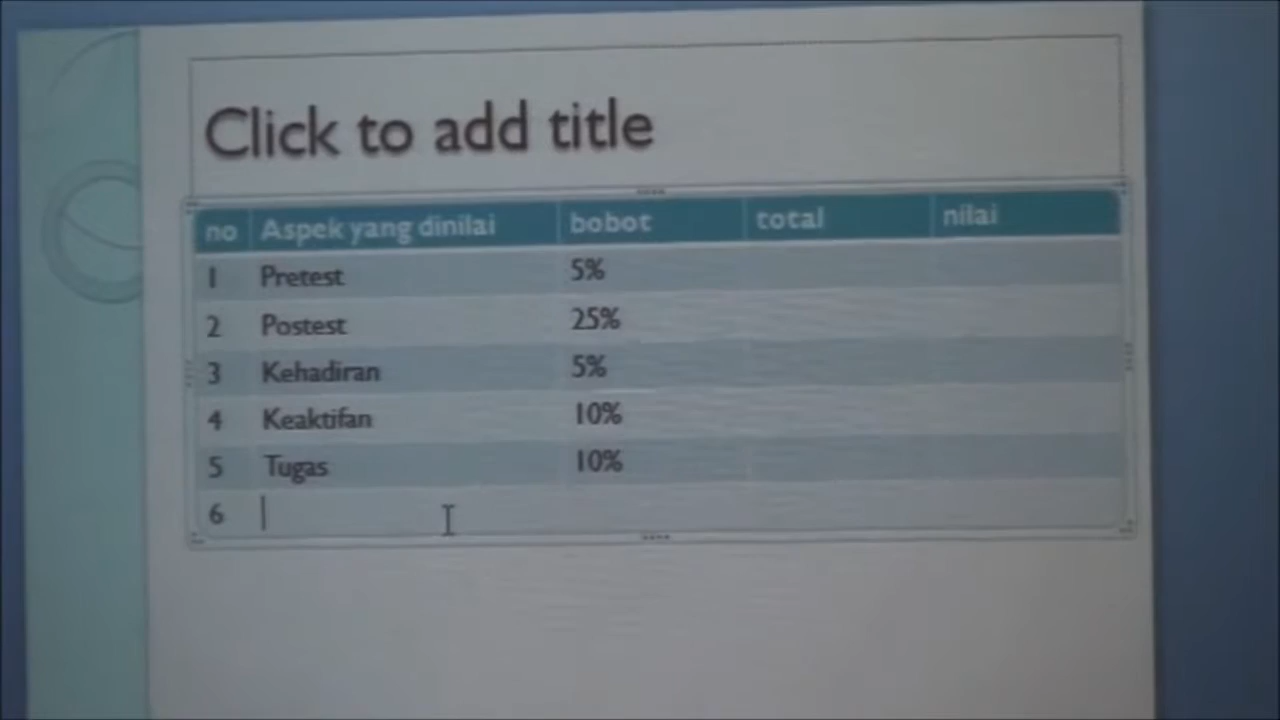 Click to add title
no Aspek yang dinilai bobot total nilai
1 Pretest 5%
2 Postest 25%
3 Kehadiran 5%
4 Keaktifan 10%
5 Tugas 10%
6